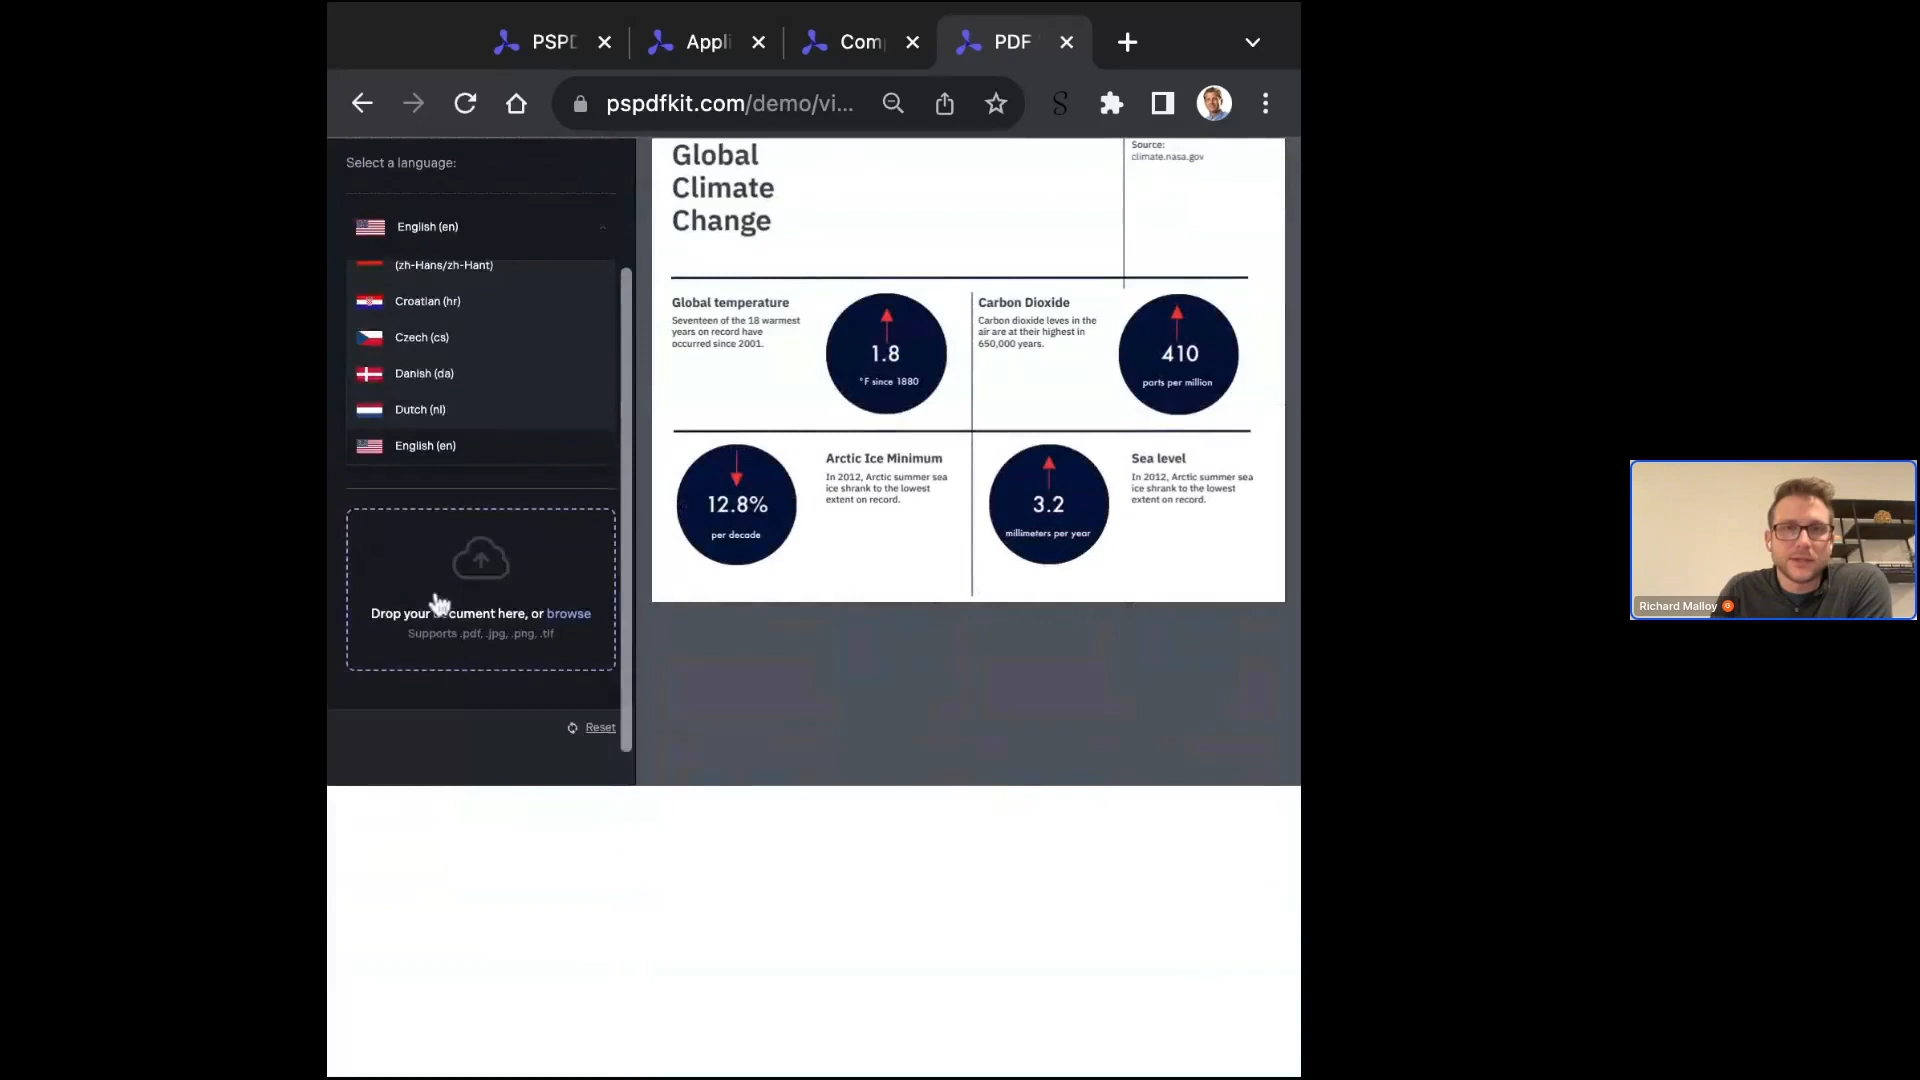 PSPD
Appli
Com
PDF
pspdfkit.com/demo/vi...
Select a language:
English (en)
(zh-Hans/zh-Hant)
Croatian (hr)
Czech (cs)
Danish (da)
Dutch (nl)
English (en)
Drop your document here, or browse
Supports .pdf, .jpg, .png, .tif
Reset
Global
Climate
Change
Source:
climate.nasa.gov
Global temperature
Seventeen of the 18 warmest
years on record have
occurred since 2001.
1.8
°F since 1880
Carbon Dioxide
Carbon dioxide leves in the
air are at their highest in
650,000 years.
410
parts per million
12.8%
per decade
Arctic Ice Minimum
In 2012, Arctic summer sea
ice shrank to the lowest
extent on record.
3.2
millimeters per year
Sea level
In 2012, Arctic summer sea
ice shrank to the lowest
extent on record.
Richard Malloy